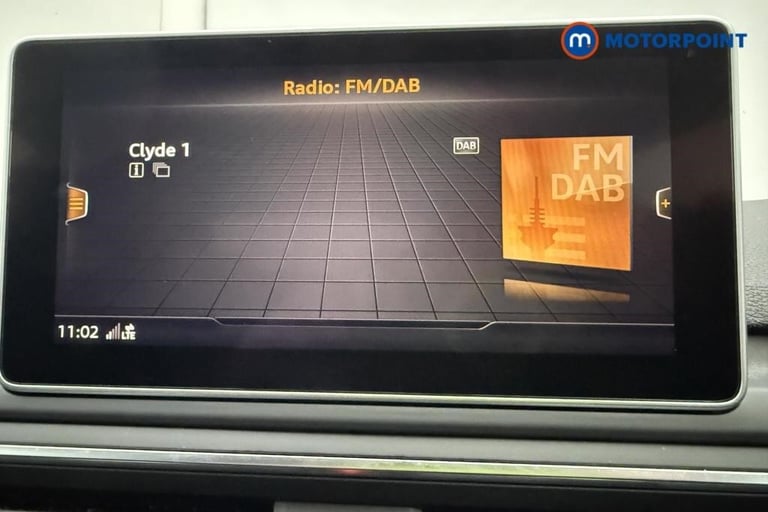 m MOTORPOINT
Radio: FM/DAB
Clyde 1
DAB
i
FM
DAB
+
11:02 LTE